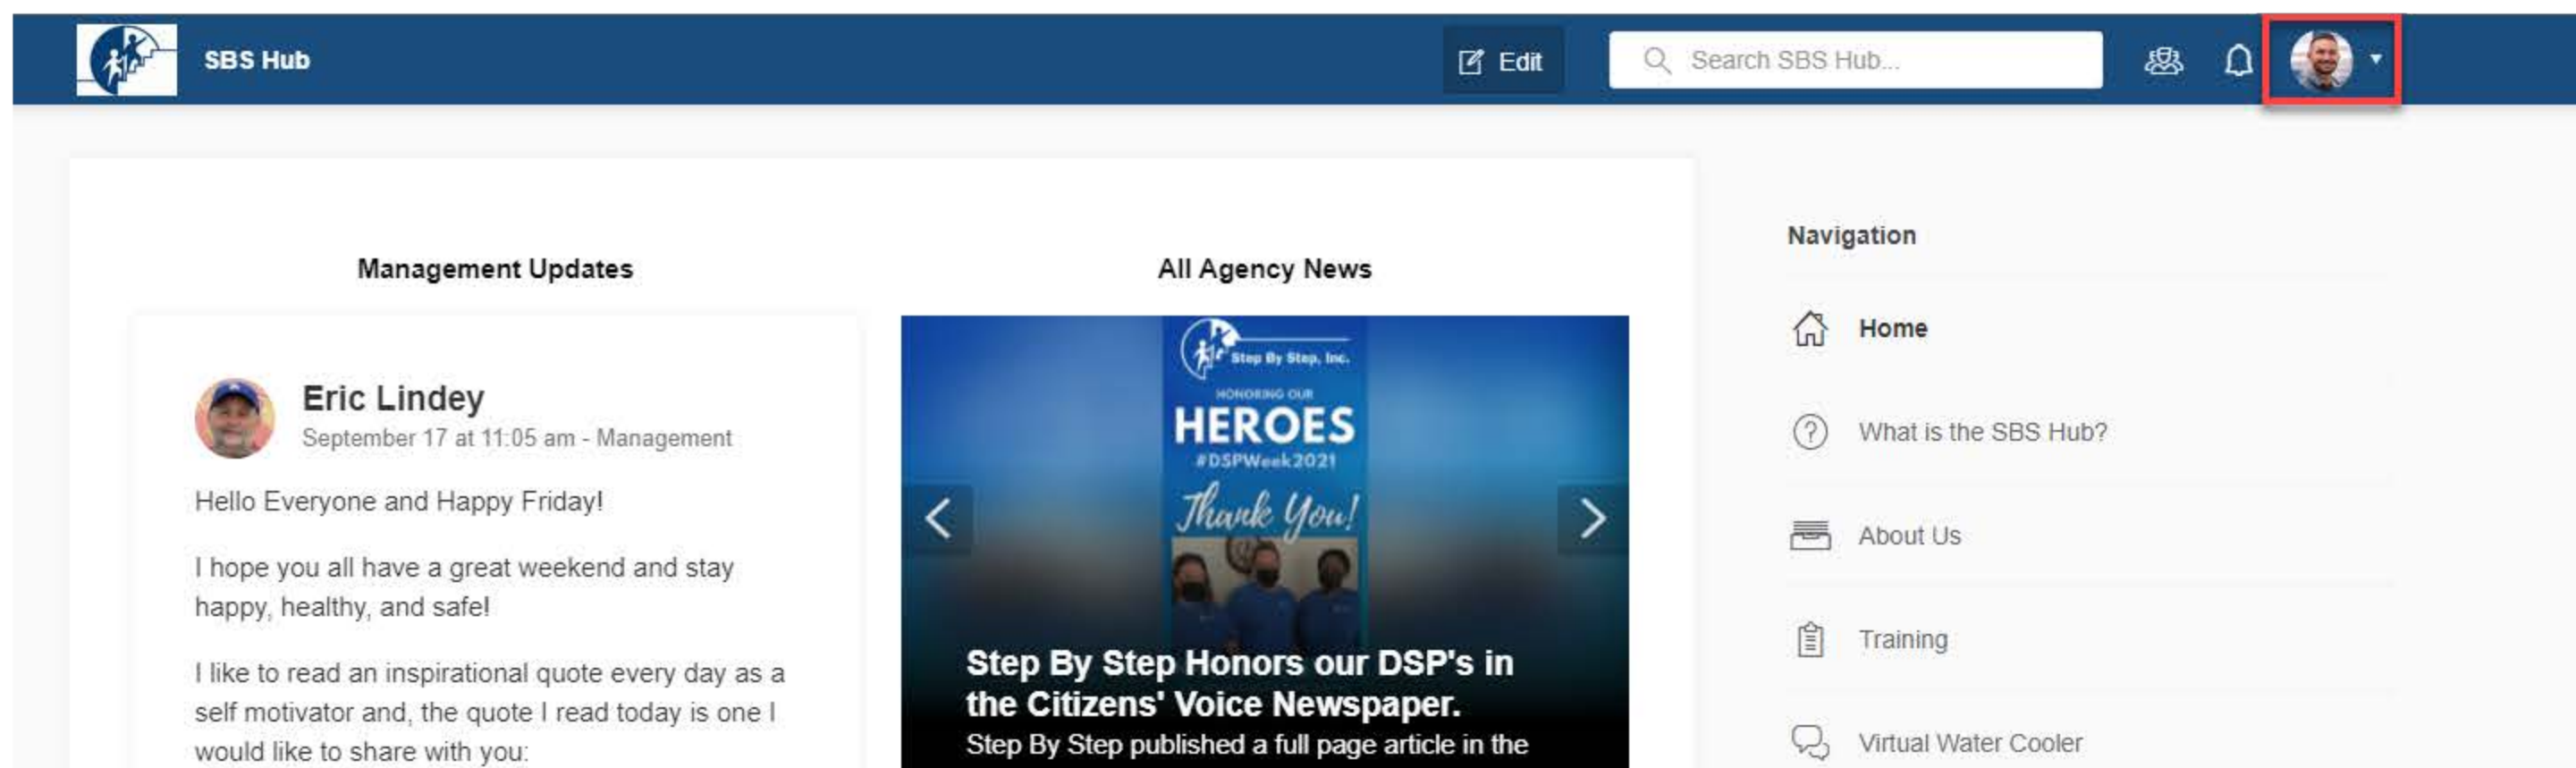 SBS Hub
Edit
Search SBS Hub...
Management Updates
Eric Lindey
September 17 at 11:05 am - Management
Hello Everyone and Happy Friday!
I hope you all have a great weekend and stay
happy, healthy, and safe!
I like to read an inspirational quote every day as a
self motivator and, the quote I read today is one I
would like to share with you:
All Agency News
Step By Step, Inc.
HONORING OUR
HEROES
#DSPWeek2021
Thank You!
Step By Step Honors our DSP's in
the Citizens' Voice Newspaper.
Step By Step published a full page article in the
Navigation
Home
What is the SBS Hub?
About Us
Training
Virtual Water Cooler